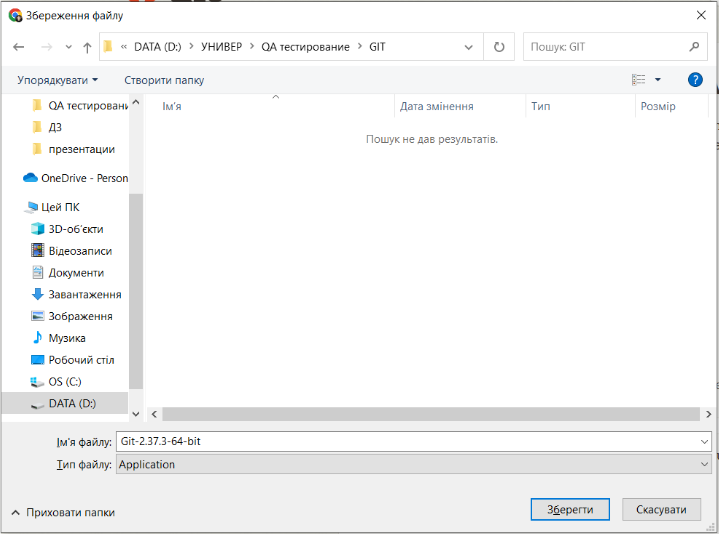 Збереження файлу
« DATA (D:) > УНИВЕР > QA тестирование > GIT
Пошук: GIT
Упорядкувати
Створити папку
?
QA тестировани
ДЗ
презентации
OneDrive - Person
Цей ПК
3D-об'єкти
Відеозаписи
Документи
Завантаження
Зображення
Музика
Робочий стіл
OS (C:)
DATA (D:)
Ім'я
Дата змінення
Тип
Розмір
Пошук не дав результатів.
Ім'я файлу: Git-2.37.3-64-bit
Тип файлу: Application
Приховати папки
Зберегти
Скасувати